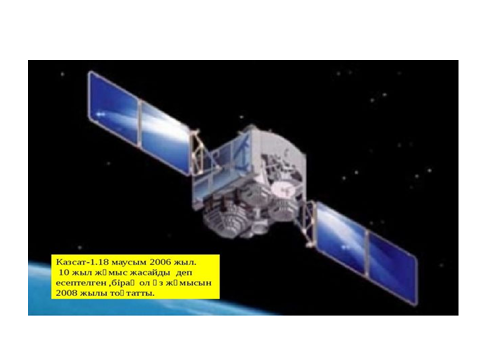 Казсат-1.18 маусым 2006 жыл.
10 жыл жұмыс жасайды деп
есептелген ,бірақ ол өз жұмысын
2008 жылы тоқтатты.